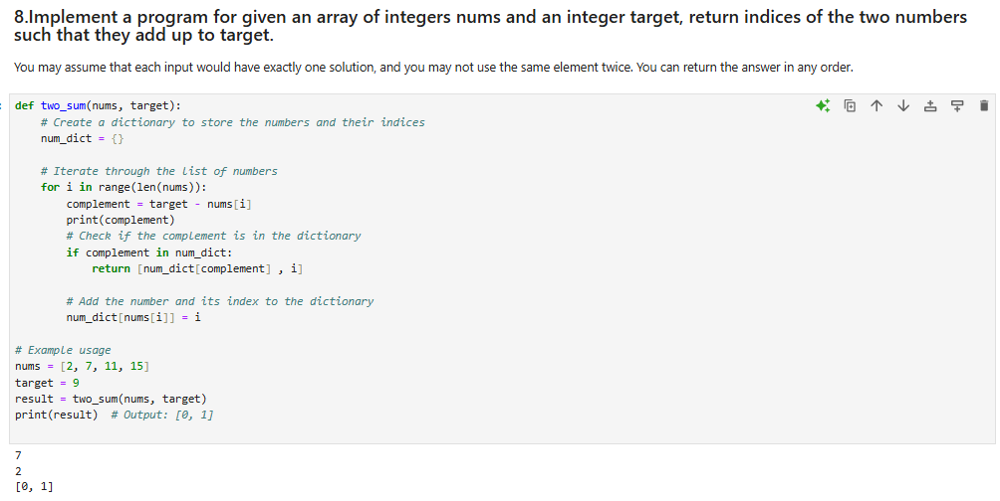 8.Implement a program for given an array of integers nums and an integer target, return indices of the two numbers
such that they add up to target.
You may assume that each input would have exactly one solution, and you may not use the same element twice. You can return the answer in any order.
def two_sum(nums, target):
    # Create a dictionary to store the numbers and their indices
    num_dict = {}

    # Iterate through the list of numbers
    for i in range(len(nums)):
        complement = target - nums[i]
        print(complement)
        # Check if the complement is in the dictionary
        if complement in num_dict:
            return [num_dict[complement] , i]

        # Add the number and its index to the dictionary
        num_dict[nums[i]] = i

# Example usage
nums = [2, 7, 11, 15]
target = 9
result = two_sum(nums, target)
print(result)  # Output: [0, 1]
7
2
[0, 1]